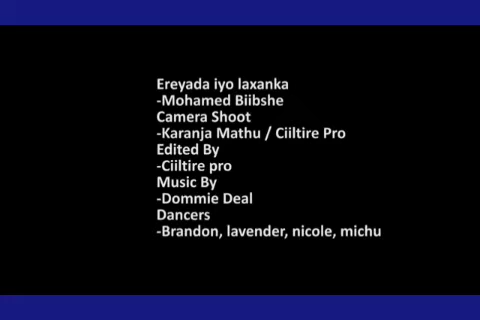 Ereyada iyo laxanka
-Mohamed Biibshe
Camera Shoot
-Karanja Mathu / Ciiltire Pro
Edited By
-Ciiltire pro
Music By
-Dommie Deal
Dancers
-Brandon, lavender, nicole, michu